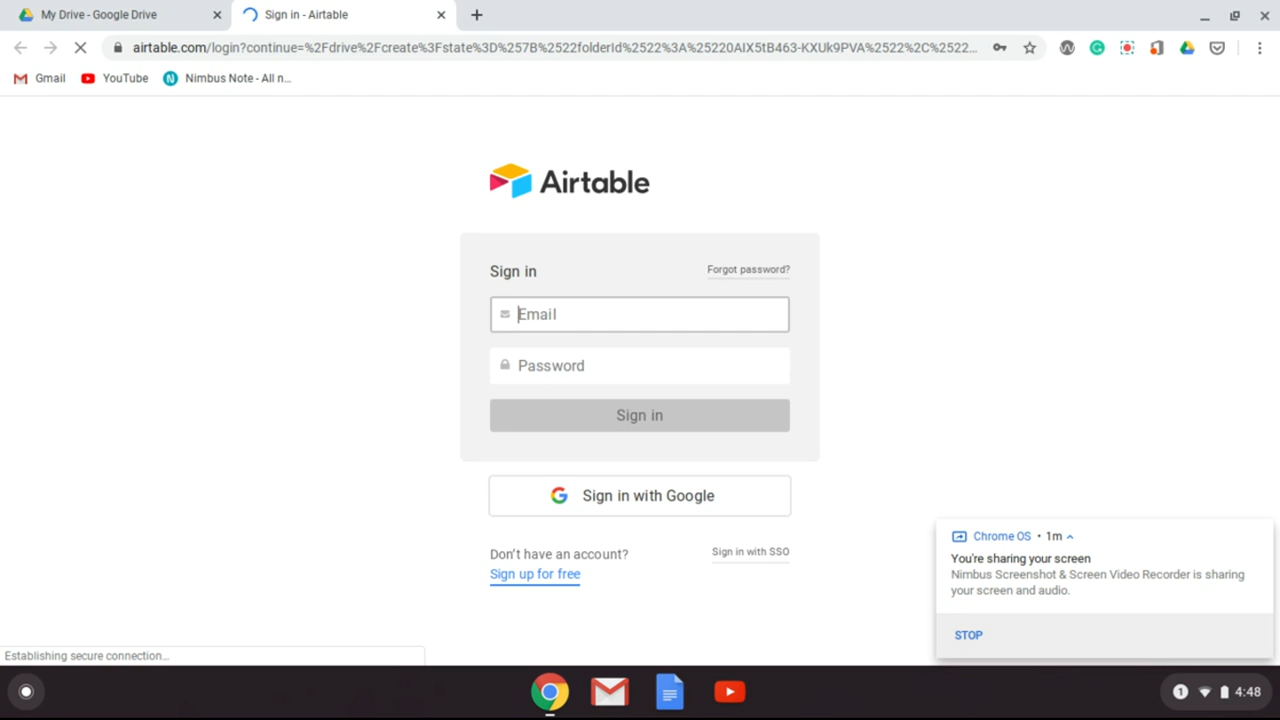 My Drive - Google Drive
Sign in - Airtable
airtable.com/login?continue=%2Fdrive%2Fcreate%3Fstate%3D%257B%2522folderId%2522%3A%25220AIX5tB463-KXUk9PVA%2522%2C%2522...
Gmail
YouTube
Nimbus Note - All n...
Airtable
Sign in
Forgot password?
Email
Password
Sign in
Sign in with Google
Don't have an account?
Sign in with SSO
Sign up for free
Chrome OS • 1m
You're sharing your screen
Nimbus Screenshot & Screen Video Recorder is sharing
your screen and audio.
STOP
Establishing secure connection...
1
4:48